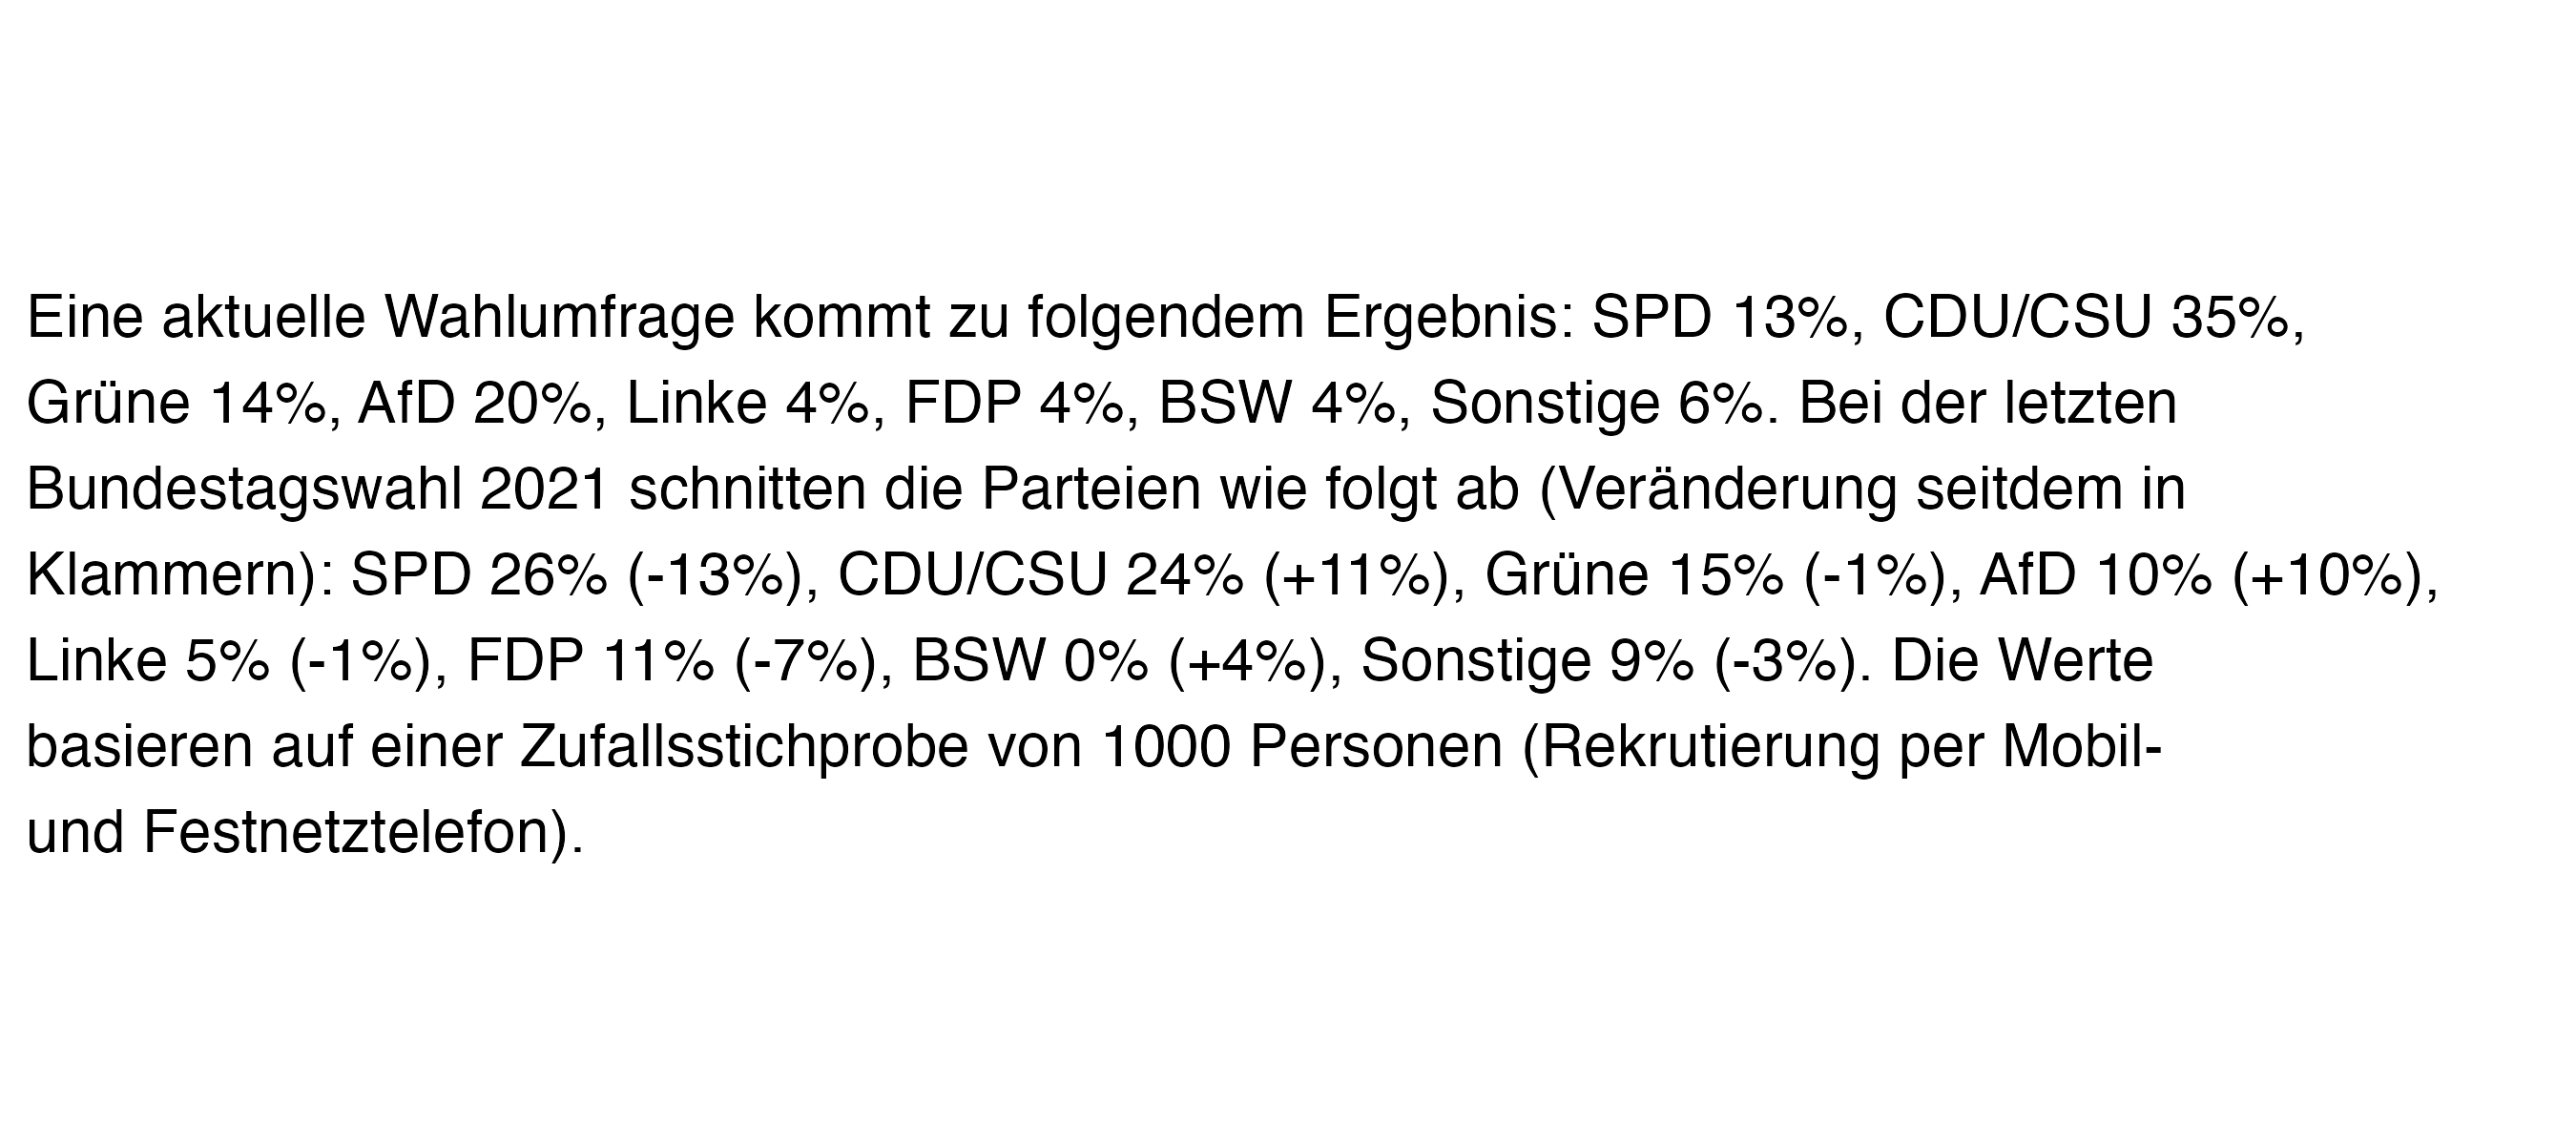 Eine aktuelle Wahlumfrage kommt zu folgendem Ergebnis: SPD 13%, CDU/CSU 35%,
Grüne 14%, AfD 20%, Linke 4%, FDP 4%, BSW 4%, Sonstige 6%. Bei der letzten
Bundestagswahl 2021 schnitten die Parteien wie folgt ab (Veränderung seitdem in
Klammern): SPD 26% (-13%), CDU/CSU 24% (+11%), Grüne 15% (-1%), AfD 10% (+10%),
Linke 5% (-1%), FDP 11% (-7%), BSW 0% (+4%), Sonstige 9% (-3%). Die Werte
basieren auf einer Zufallsstichprobe von 1000 Personen (Rekrutierung per Mobil-
und Festnetztelefon).